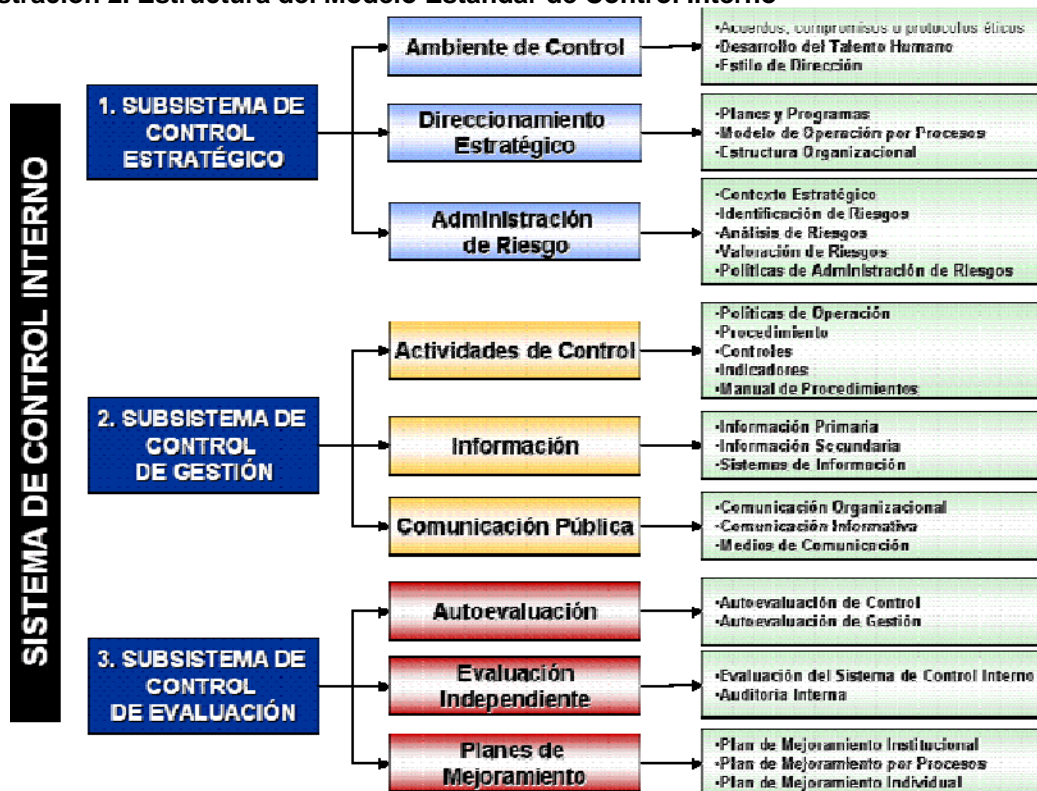 stración 2. Estructura del Modelo Estándar de Control Interno
SISTEMA DE CONTROL INTERNO
1. SUBSISTEMA DE
CONTROL
ESTRATÉGICO
Ambiente de Control
•Acuerdos, compromisos o protocolos éticos
•Desarrollo del Talento Humano
•Estilo de Dirección
Direccionamiento
Estratégico
•Planes y Programas
•Modelo de Operación por Procesos
•Estructura Organizacional
Administración
de Riesgo
•Contexto Estratégico
•Identificación de Riesgos
•Análisis de Riesgos
•Valoración de Riesgos
•Políticas de Administración de Riesgos
2. SUBSISTEMA DE
CONTROL
DE GESTIÓN
Actividades de Control
•Políticas de Operación
•Procedimiento
•Controles
•Indicadores
•Manual de Procedimientos
Información
•Información Primaria
•Información Secundaria
•Sistemas de Información
Comunicación Pública
•Comunicación Organizacional
•Comunicación Informativa
•Medios de Comunicación
3. SUBSISTEMA DE
CONTROL
DE EVALUACIÓN
Autoevaluación
•Autoevaluación de Control
•Autoevaluación de Gestión
Evaluación
Independiente
•Evaluación del Sistema de Control Interno
•Auditoria Interna
Planes de
Mejoramiento
•Plan de Mejoramiento Institucional
•Plan de Mejoramiento por Procesos
•Plan de Mejoramiento Individual